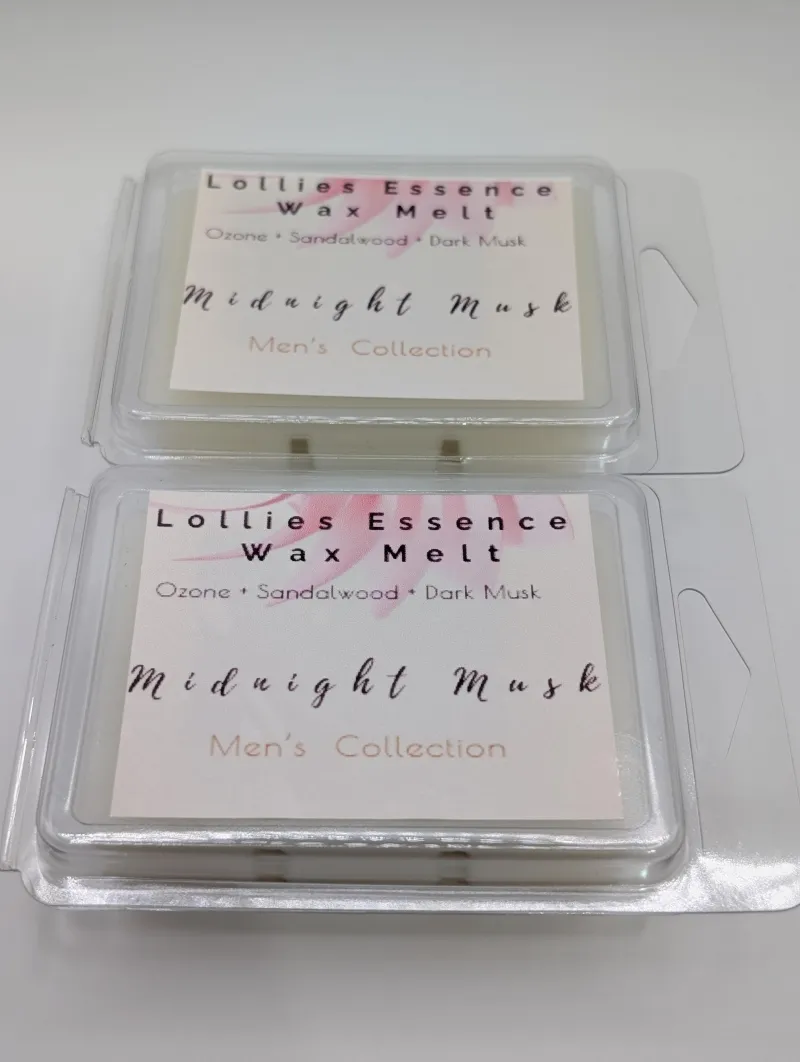 Lollies Essence
Wax Melt
Ozone + Sandalwood + Dark Musk
Midnight Musk
Men's Collection
Lollies Essence
Wax Melt
Ozone + Sandalwood + Dark Musk
Midnight Musk
Men's Collection